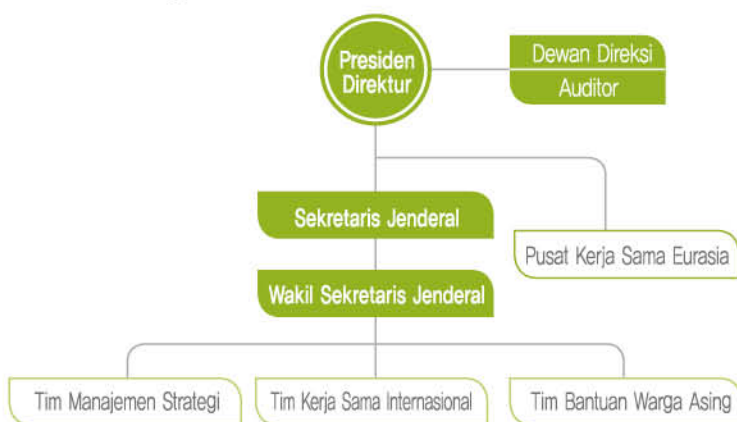 Presiden
Direktur
Dewan Direksi
Auditor
Sekretaris Jenderal
Pusat Kerja Sama Eurasia
Wakil Sekretaris Jenderal
Tim Manajemen Strategi
Tim Kerja Sama Internasional
Tim Bantuan Warga Asing